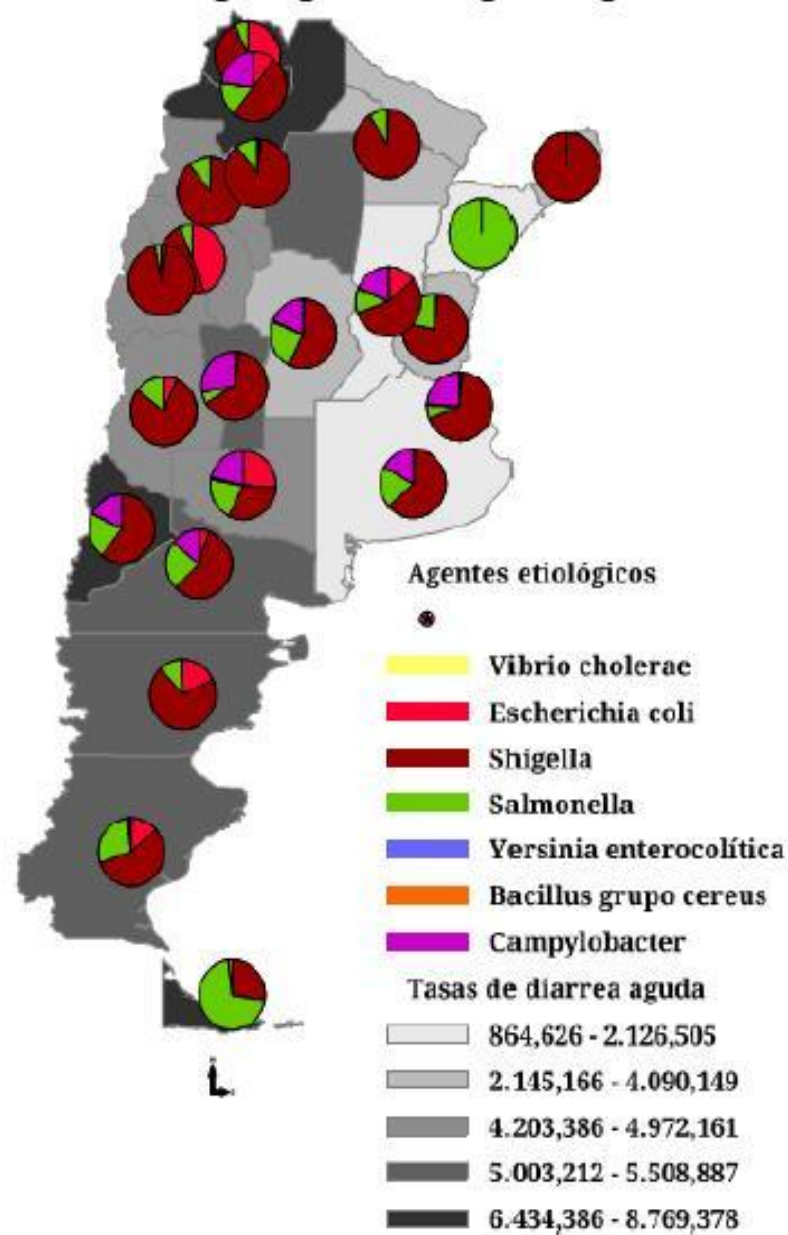 Agentes etiológicos
Vibrio cholerae
Escherichia coli
Shigella
Salmonella
Yersinia enterocolítica
Bacillus grupo cereus
Campylobacter
Tasas de diarrea aguda
864,626 - 2.126,505
2.145,166 - 4.090,149
4.203,386 - 4.972,161
5.003,212 - 5.508,887
6.434,386 - 8.769,378